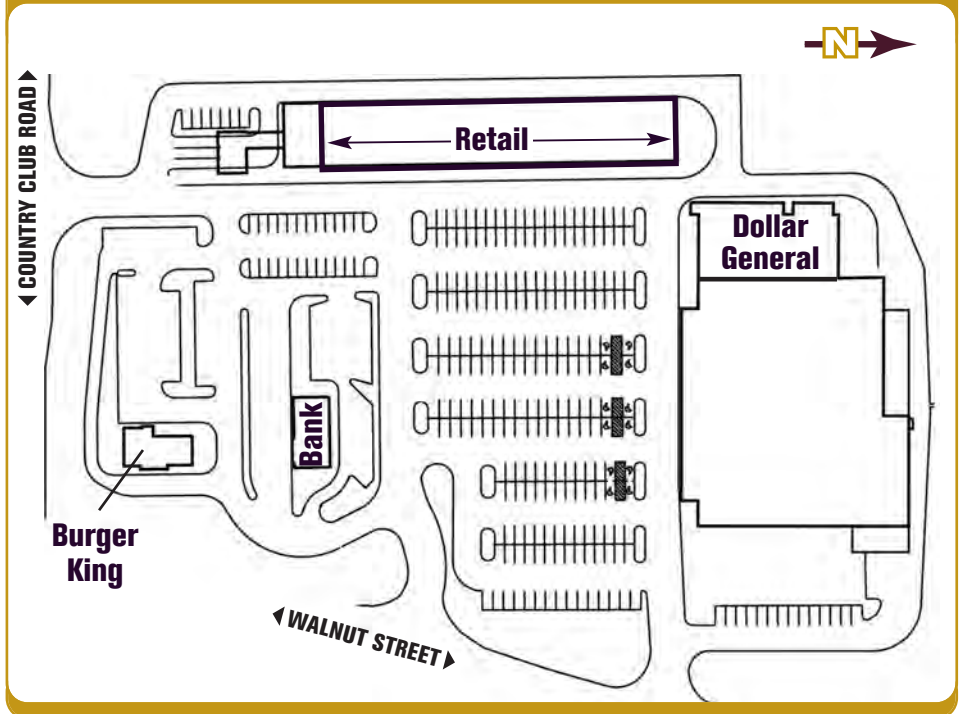 N
COUNTRY CLUB ROAD
Retail
Dollar
General
Bank
Burger
King
WALNUT STREET